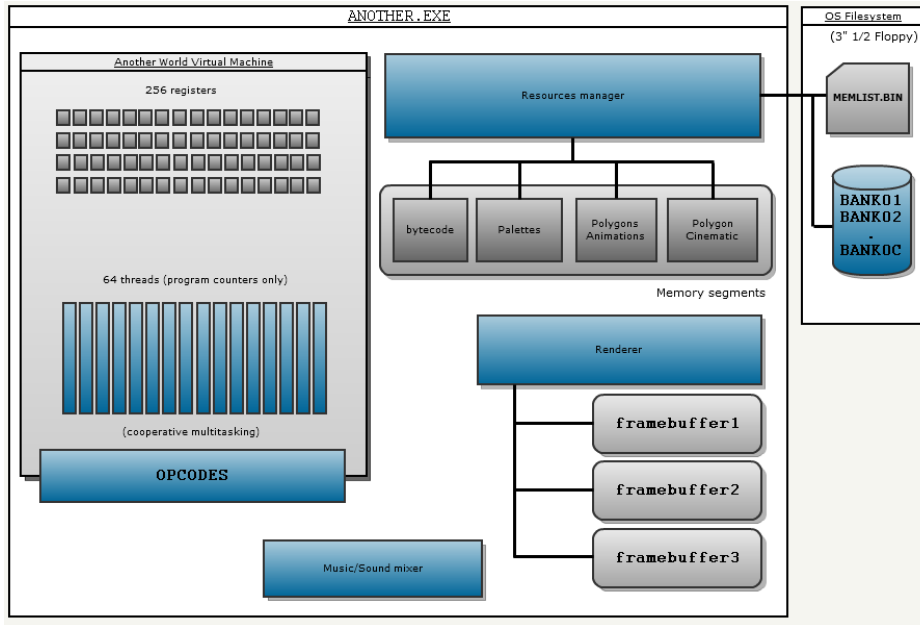 ANOTHER.EXE
Another World Virtual Machine
256 registers
64 threads (program counters only)
(cooperative multitasking)
OPCODES
Resources manager
bytecode
Palettes
Polygons
Animations
Polygon
Cinematic
Memory segments
Renderer
framebuffer1
framebuffer2
framebuffer3
Music/Sound mixer
OS Filesystem
(3" 1/2 Floppy)
MEMLIST.BIN
BANK01
BANK02
.
BANK0C